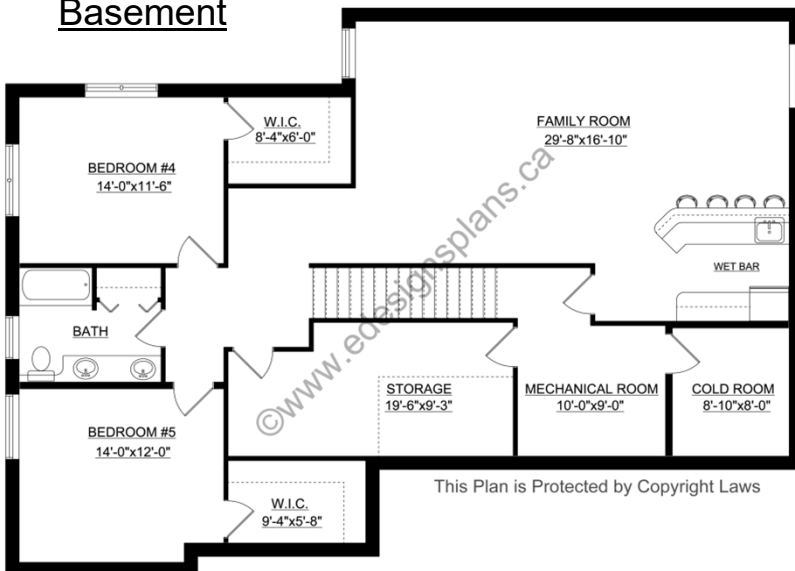 Basement
W.I.C.
8'-4"x6'-0"
FAMILY ROOM
29'-8"x16'-10"
BEDROOM #4
14'-0"x11'-6"
WET BAR
BATH
STORAGE
19'-6"x9'-3"
MECHANICAL ROOM
10'-0"x9'-0"
COLD ROOM
8'-10"x8'-0"
BEDROOM #5
14'-0"x12'-0"
W.I.C.
9'-4"x5'-8"
©www.edesignsplans.ca
This Plan is Protected by Copyright Laws